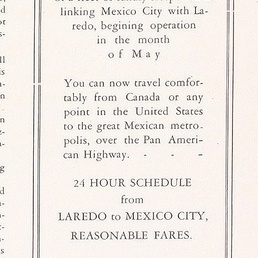 linking Mexico City with La-
redo, begining operation
in the month
of May
You can now travel comfor-
tably from Canada or any
point in the United States
to the great Mexican metro-
polis, over the Pan Ameri-
can Highway. - - -
24 HOUR SCHEDULE
from
LAREDO to MEXICO CITY,
REASONABLE FARES.